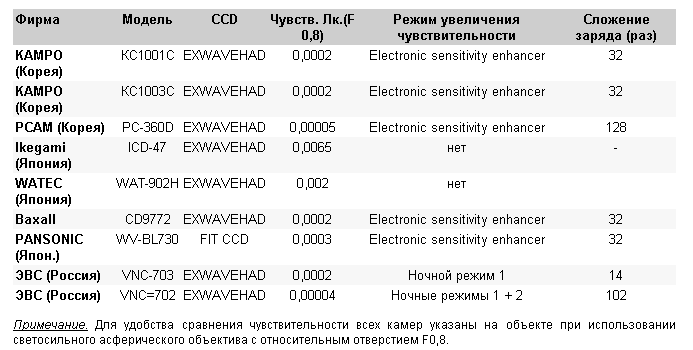 Фирма Модель CCD Чувств. Лк.(F 0,8) Режим увеличения чувствительности Сложение заряда (раз)
KAMPO (Корея) KC1001C EXWAVEHAD 0,0002 Electronic sensitivity enhancer 32
KAMPO (Корея) KC1003C EXWAVEHAD 0,0002 Electronic sensitivity enhancer 32
PCAM (Корея) PC-360D EXWAVEHAD 0,00005 Electronic sensitivity enhancer 128
Ikegami (Япония) ICD-47 EXWAVEHAD 0,0065 нет -
WATEC (Япония) WAT-902H EXWAVEHAD 0,002 нет
Baxall CD9772 EXWAVEHAD 0,0002 Electronic sensitivity enhancer 32
PANSONIC (Япон.) WV-BL730 FIT CCD 0,0003 Electronic sensitivity enhancer 32
ЭВС (Россия) VNC-703 EXWAVEHAD 0,0002 Ночной режим 1 14
ЭВС (Россия) VNC=702 EXWAVEHAD 0,00004 Ночные режимы 1 + 2 102
Примечание. Для удобства сравнения чувствительности всех камер указаны на объекте при использовании
светосильного асферического объектива с относительным отверстием F0,8.